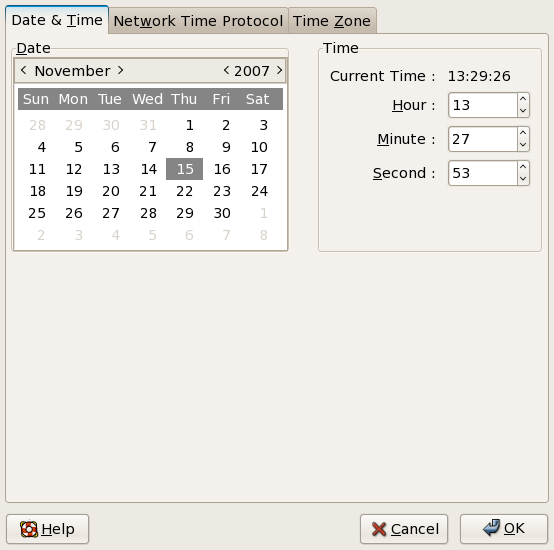 Date & Time Network Time Protocol Time Zone
Date
November 2007
Sun Mon Tue Wed Thu Fri Sat
28 29 30 31 1 2 3
4 5 6 7 8 9 10
11 12 13 14 15 16 17
18 19 20 21 22 23 24
25 26 27 28 29 30 1
2 3 4 5 6 7 8
Time
Current Time : 13:29:26
Hour : 13
Minute : 27
Second : 53
Help Cancel OK